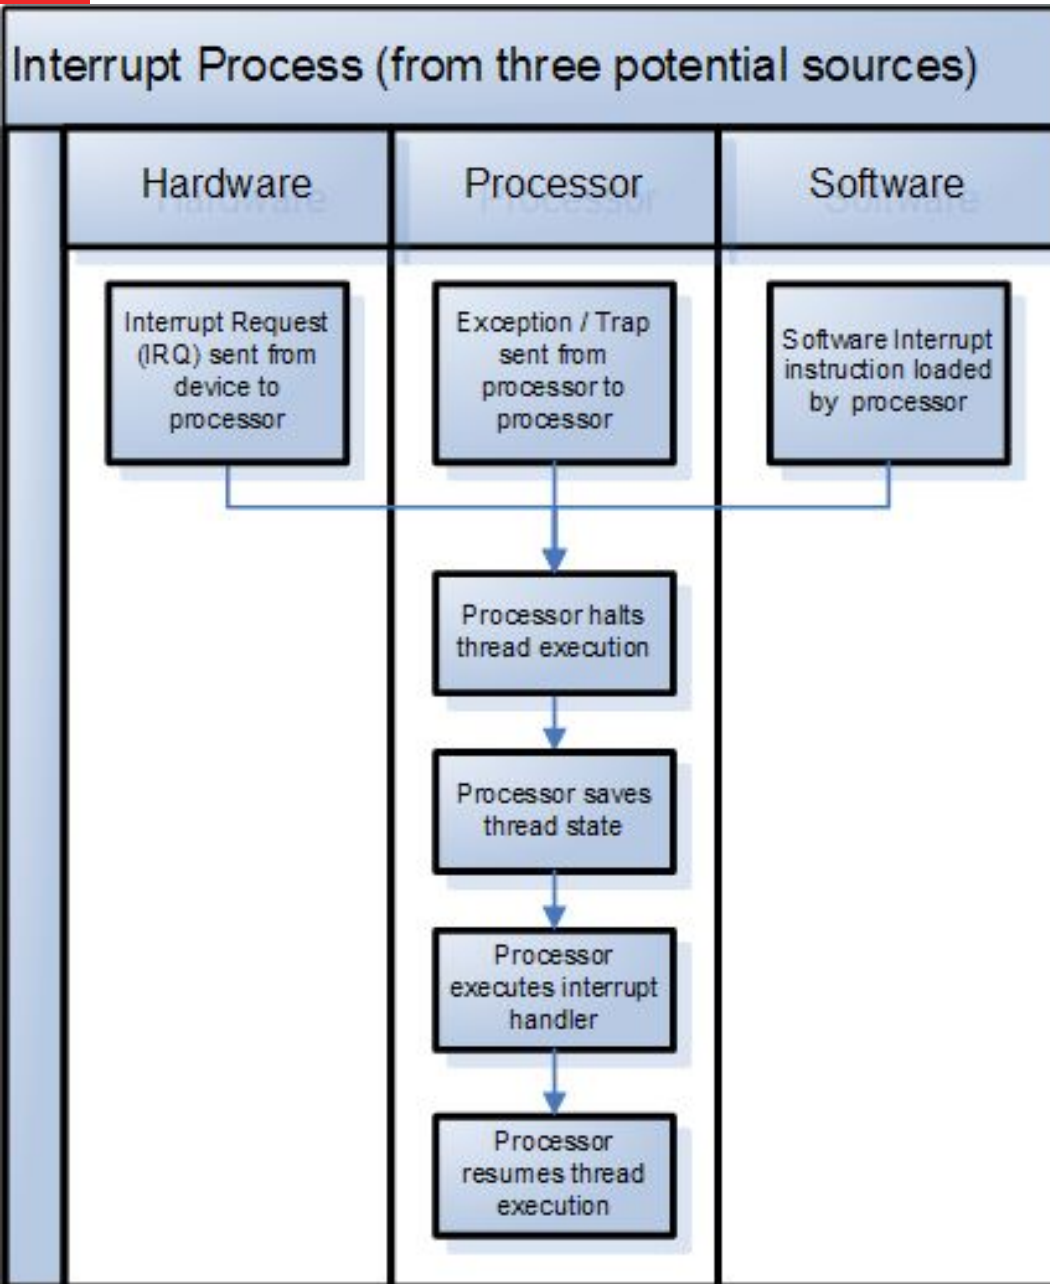 Interrupt Process (from three potential sources)
Hardware
Processor
Software
Interrupt Request
(IRQ) sent from
device to
processor
Exception / Trap
sent from
processor to
processor
Software Interrupt
instruction loaded
by processor
Processor halts
thread execution
Processor saves
thread state
Processor
executes interrupt
handler
Processor
resumes thread
execution